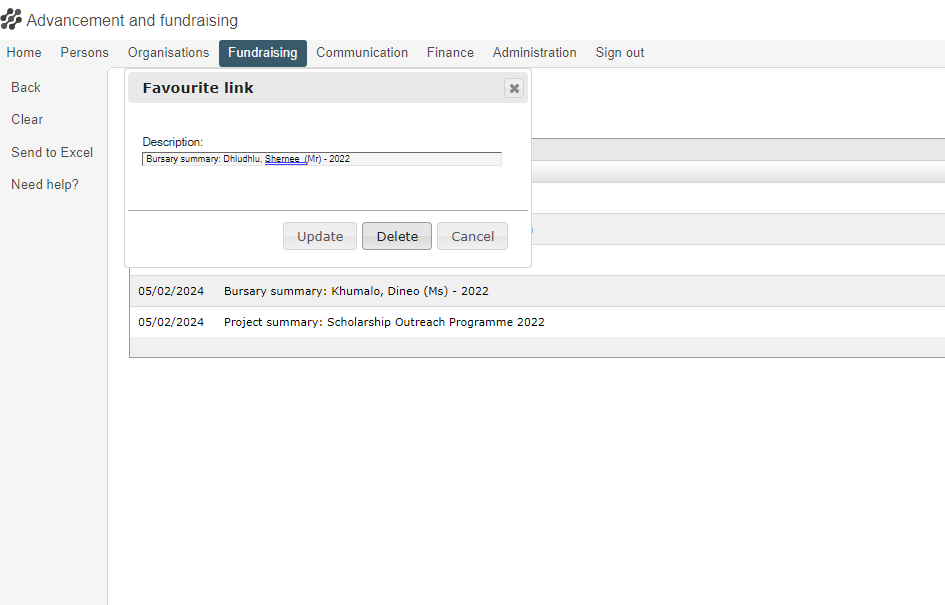 Advancement and fundraising
Home Persons Organisations Fundraising Communication Finance Administration Sign out
Back
Clear
Send to Excel
Need help?
Favourite link
Description:
Bursary summary: Dhludhlu, Shernee (Mr) - 2022
Update Delete Cancel
05/02/2024 Bursary summary: Khumalo, Dineo (Ms) - 2022
05/02/2024 Project summary: Scholarship Outreach Programme 2022